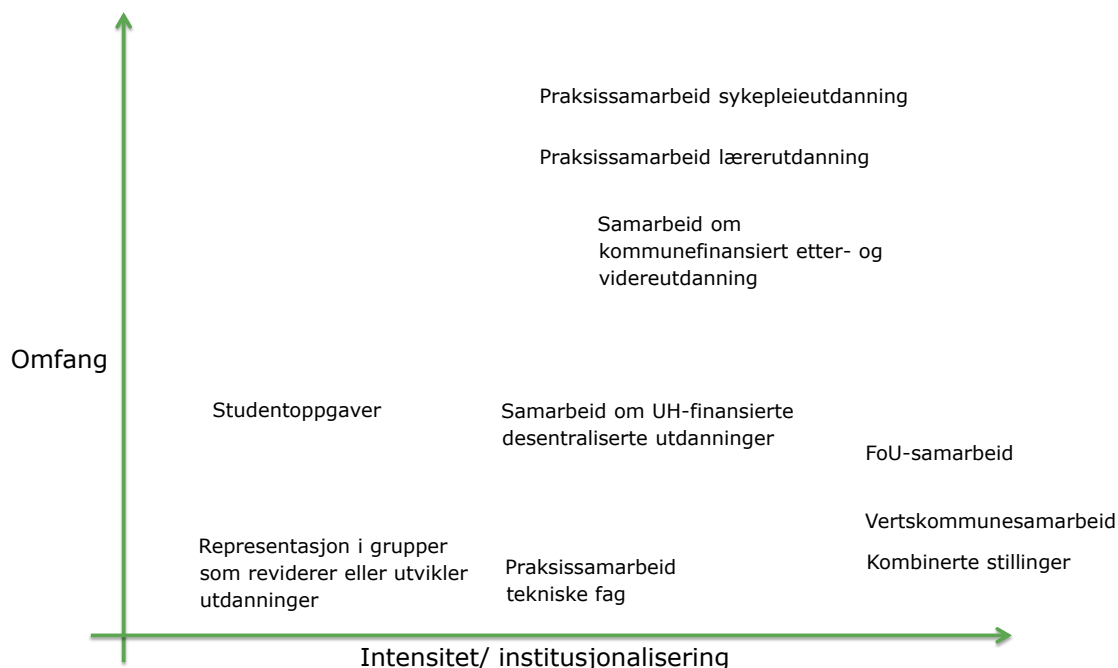 Praksissamarbeid sykepleieutdanning
Praksissamarbeid lærerutdanning
Samarbeid om
kommunefinansiert etter- og
videreutdanning
Omfang
Studentoppgaver
Samarbeid om UH-finansierte
desentraliserte utdanninger
FoU-samarbeid
Vertskommunesamarbeid
Kombinerte stillinger
Representasjon i grupper
som reviderer eller utvikler
utdanninger
Praksissamarbeid
tekniske fag
Intensitet/ institusjonalisering